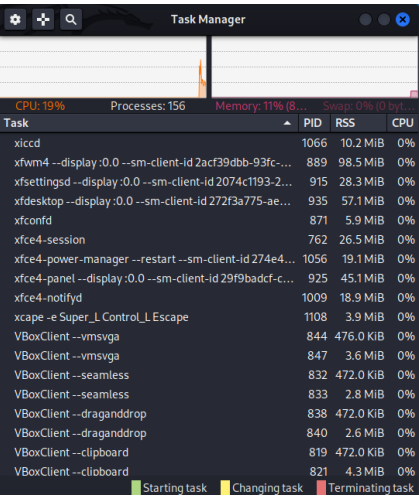 Task Manager
CPU: 19% Processes: 156 Memory: 11% (8... Swap: 0% (0 byt...
Task PID RSS CPU
xiccd 1066 10.2 MiB 0%
xfwm4 --display :0.0 --sm-client-id 2acf39dbb-93fc-... 889 98.5 MiB 0%
xfsettingsd --display :0.0 --sm-client-id 2074c1193-2... 915 28.3 MiB 0%
xfdesktop --display :0.0 --sm-client-id 272f3a775-ae... 935 57.1 MiB 0%
xfconfd 871 5.9 MiB 0%
xfce4-session 762 26.5 MiB 0%
xfce4-power-manager --restart --sm-client-id 274e4... 1056 19.1 MiB 0%
xfce4-panel --display :0.0 --sm-client-id 29f9badcf-c... 925 45.1 MiB 0%
xfce4-notifyd 1009 18.9 MiB 0%
xcape -e Super_L Control_L Escape 1108 3.9 MiB 0%
VBoxClient --vmsvga 844 476.0 KiB 0%
VBoxClient --vmsvga 847 3.6 MiB 0%
VBoxClient --seamless 832 472.0 KiB 0%
VBoxClient --seamless 833 2.8 MiB 0%
VBoxClient --draganddrop 838 472.0 KiB 0%
VBoxClient --draganddrop 840 2.6 MiB 0%
VBoxClient --clipboard 819 472.0 KiB 0%
VBoxClient --clipboard 821 4.3 MiB 0%
Starting task Changing task Terminating task